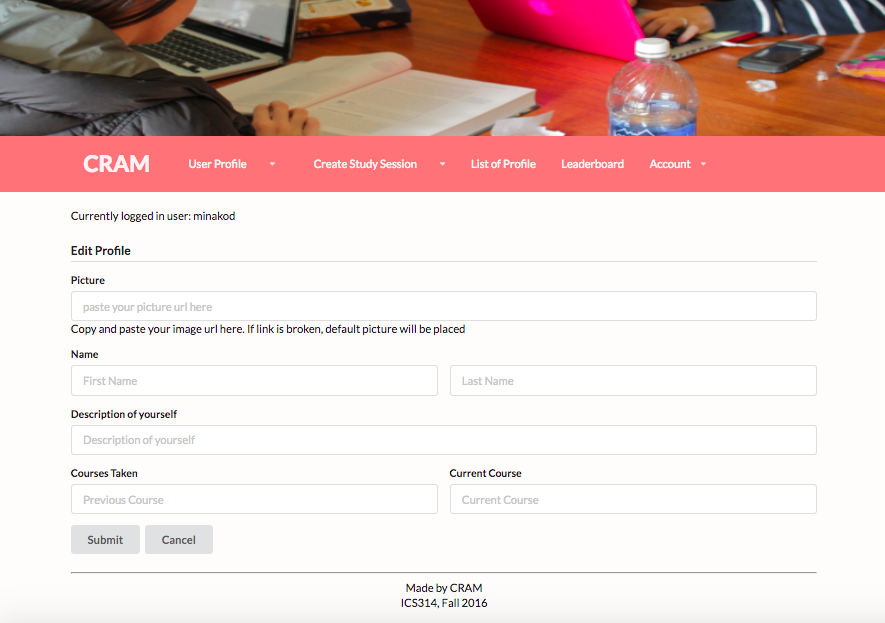 CRAM User Profile Create Study Session List of Profile Leaderboard Account
Currently logged in user: minakod
Edit Profile
Picture
paste your picture url here
Copy and paste your image url here. If link is broken, default picture will be placed
Name
First Name Last Name
Description of yourself
Description of yourself
Courses Taken Current Course
Previous Course Current Course
Submit Cancel
Made by CRAM
ICS314, Fall 2016